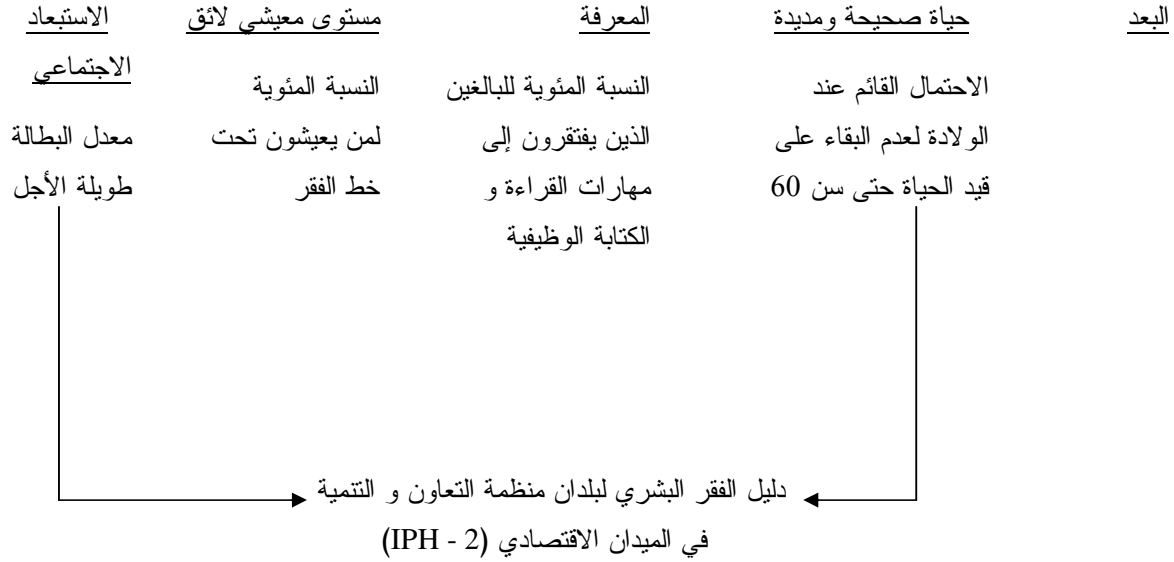 البعد
حياة صحيحة ومديدة
الاحتمال القائم عند
الولادة لعدم البقاء على
قيد الحياة حتى سن 60
المعرفة
النسبة المئوية للبالغين
الذين يفتقرون إلى
مهارات القراءة و
الكتابة الوظيفية
مستوى معيشي لائق
النسبة المئوية
لمن يعيشون تحت
خط الفقر
الاستبعاد
الاجتماعي
معدل البطالة
طويلة الأجل
دليل الفقر البشري لبلدان منظمة التعاون و التنمية
في الميدان الاقتصادي (IPH - 2)